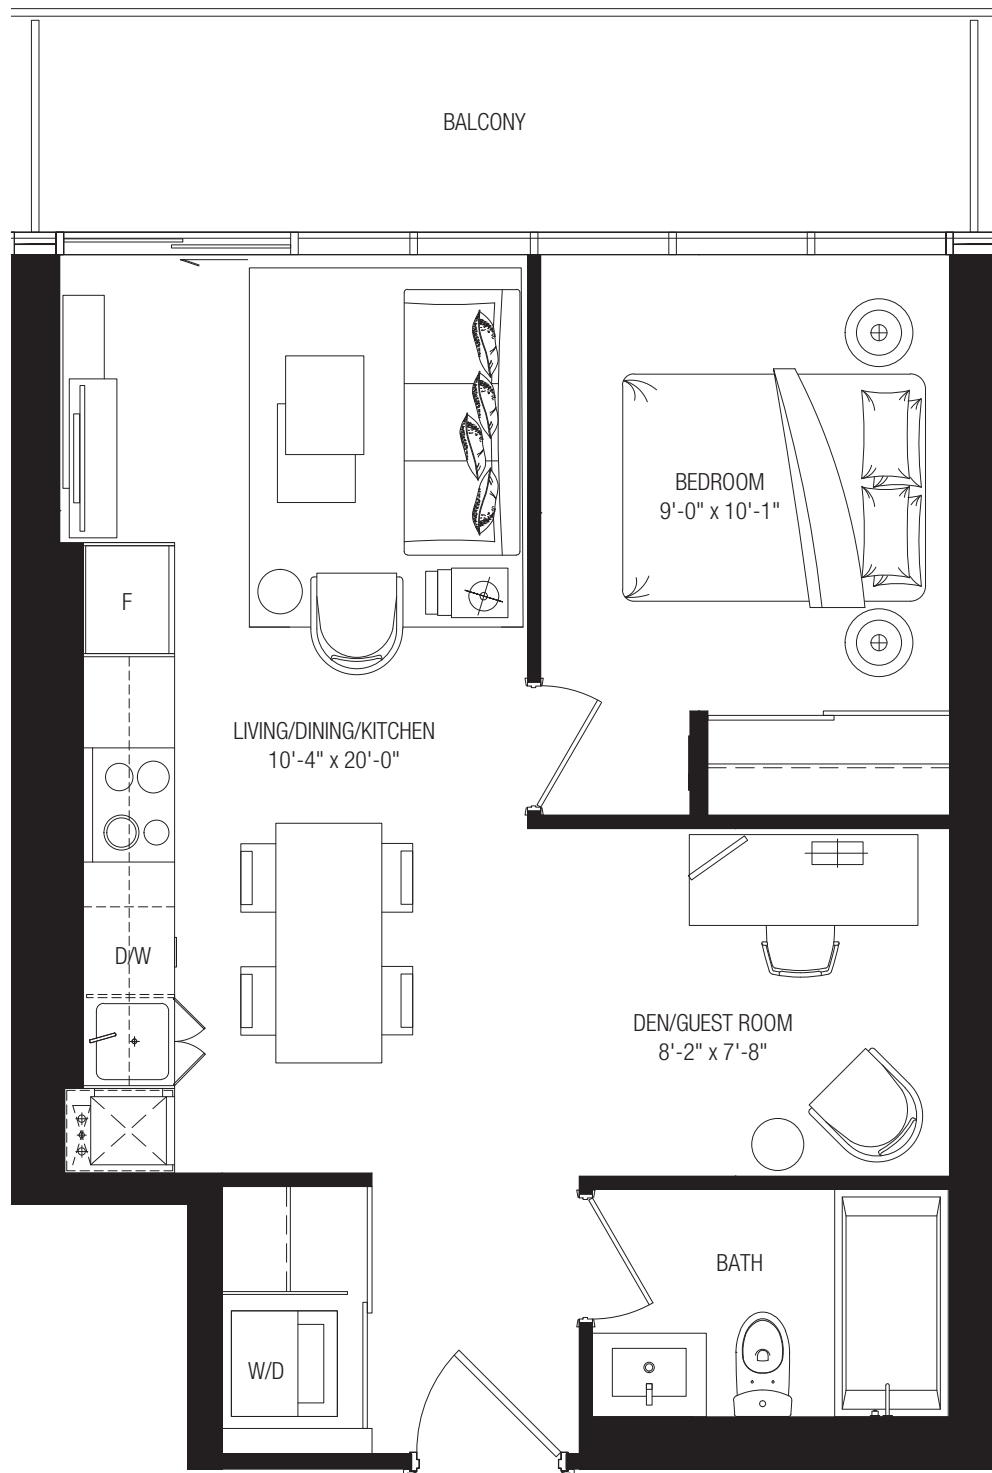 BALCONY
BEDROOM
9'-0" x 10'-1"
F
LIVING/DINING/KITCHEN
10'-4" x 20'-0"
D/W
DEN/GUEST ROOM
8'-2" x 7'-8"
BATH
W/D